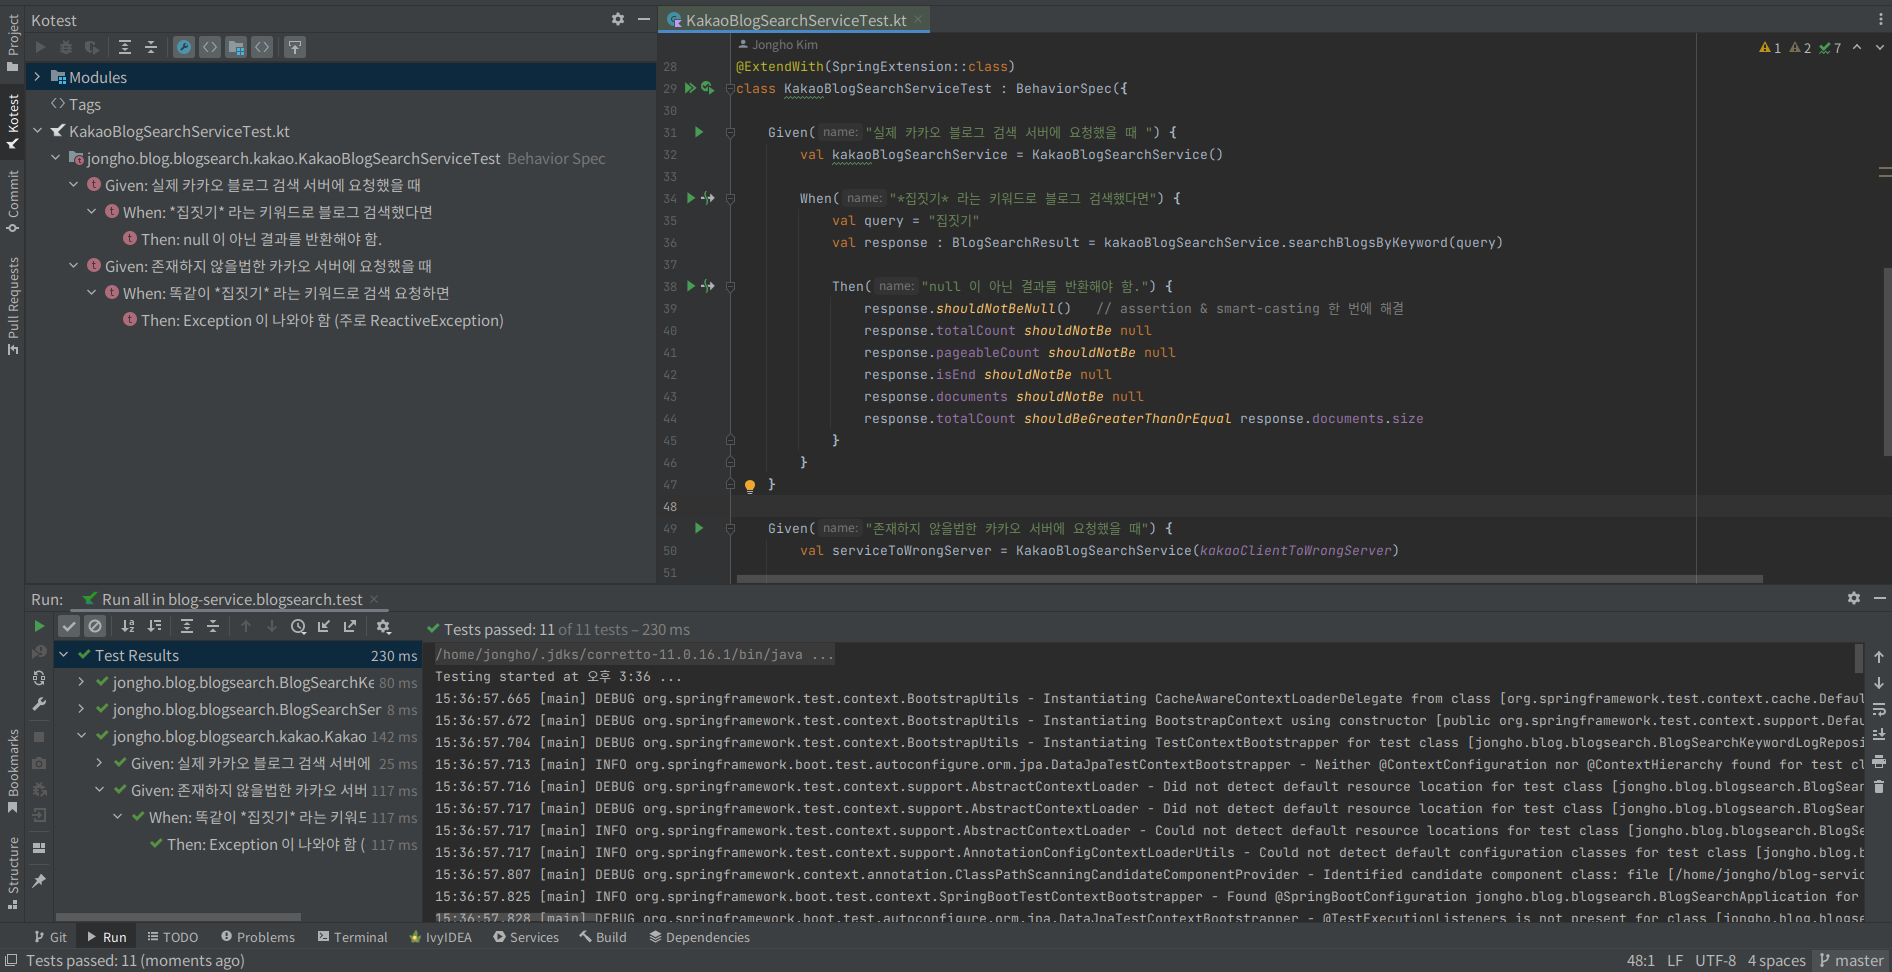 Kotest
KakaoBlogSearchServiceTest.kt
Project
Kotest
Commit
Pull Requests
Bookmarks
Structure
Modules
Tags
KakaoBlogSearchServiceTest.kt
jongho.blog.blogsearch.kakao.KakaoBlogSearchServiceTest Behavior Spec
Given: 실제 카카오 블로그 검색 서버에 요청했을 때
When: *집짓기* 라는 키워드로 블로그 검색했다면
Then: null 이 아닌 결과를 반환해야 함.
Given: 존재하지 않을법한 카카오 서버에 요청했을 때
When: 똑같이 *집짓기* 라는 키워드로 검색 요청하면
Then: Exception 이 나와야 함 (주로 ReactiveException)
Jongho Kim
1 2 7
28 @ExtendWith(SpringExtension::class)
29 class KakaoBlogSearchServiceTest : BehaviorSpec({
30
31 Given( name: "실제 카카오 블로그 검색 서버에 요청했을 때 ") {
32 val kakaoBlogSearchService = KakaoBlogSearchService()
33
34 When( name: "*집짓기* 라는 키워드로 블로그 검색했다면") {
35 val query = "집짓기"
36 val response : BlogSearchResult = kakaoBlogSearchService.searchBlogsByKeyword(query)
37
38 Then( name: "null 이 아닌 결과를 반환해야 함.") {
39 response.shouldNotBeNull() // assertion & smart-casting 한 번에 해결
40 response.totalCount shouldNotBe null
41 response.pageableCount shouldNotBe null
42 response.isEnd shouldNotBe null
43 response.documents shouldNotBe null
44 response.totalCount shouldBeGreaterThanOrEqual response.documents.size
45 }
46 }
47 }
48
49 Given( name: "존재하지 않을법한 카카오 서버에 요청했을 때") {
50 val serviceToWrongServer = KakaoBlogSearchService(kakaoClientToWrongServer)
51
Run: Run all in blog-service.blogsearch.test
Tests passed: 11 of 11 tests – 230 ms
Test Results 230 ms
jongho.blog.blogsearch.BlogSearchKe 80 ms
jongho.blog.blogsearch.BlogSearchSer 8 ms
jongho.blog.blogsearch.kakao.Kakao 142 ms
Given: 실제 카카오 블로그 검색 서버에 25 ms
Given: 존재하지 않을법한 카카오 서버 117 ms
When: 똑같이 *집짓기* 라는 키워드 117 ms
Then: Exception 이 나와야 함 ( 117 ms
/home/jongho/.jdks/corretto-11.0.16.1/bin/java ...
Testing started at 오후 3:36 ...
15:36:57.665 [main] DEBUG org.springframework.test.context.BootstrapUtils - Instantiating CacheAwareContextLoaderDelegate from class [org.springframework.test.context.cache.Defaul
15:36:57.672 [main] DEBUG org.springframework.test.context.BootstrapUtils - Instantiating BootstrapContext using constructor [public org.springframework.test.context.support.Defau
15:36:57.704 [main] DEBUG org.springframework.test.context.BootstrapUtils - Instantiating TestContextBootstrapper for test class [jongho.blog.blogsearch.BlogSearchKeywordLogReposi
15:36:57.713 [main] INFO org.springframework.boot.test.autoconfigure.orm.jpa.DataJpaTestContextBootstrapper - Neither @ContextConfiguration nor @ContextHierarchy found for test cl
15:36:57.716 [main] DEBUG org.springframework.test.context.support.AbstractContextLoader - Did not detect default resource location for test class [jongho.blog.blogsearch.BlogSear
15:36:57.717 [main] DEBUG org.springframework.test.context.support.AbstractContextLoader - Did not detect default resource location for test class [jongho.blog.blogsearch.BlogSear
15:36:57.717 [main] INFO org.springframework.test.context.support.AbstractContextLoader - Could not detect default resource locations for test class [jongho.blog.blogsearch.BlogSe
15:36:57.717 [main] INFO org.springframework.test.context.support.AnnotationConfigContextLoaderUtils - Could not detect default configuration classes for test class [jongho.blog.b
15:36:57.807 [main] DEBUG org.springframework.context.annotation.ClassPathScanningCandidateComponentProvider - Identified candidate component class: file [/home/jongho/blog-servic
15:36:57.825 [main] INFO org.springframework.boot.test.context.SpringBootTestContextBootstrapper - Found @SpringBootConfiguration jongho.blog.blogsearch.BlogSearchApplication for
15:36:57.828 [main] DEBUG org.springframework.boot.test.autoconfigure.orm.jpa.DataJpaTestContextBootstrapper - @TestExecutionListeners is not present for class [jongho.blog.blogse
Git Run TODO Problems Terminal IvyIDEA Services Build Dependencies
Tests passed: 11 (moments ago)
48:1 LF UTF-8 4 spaces master